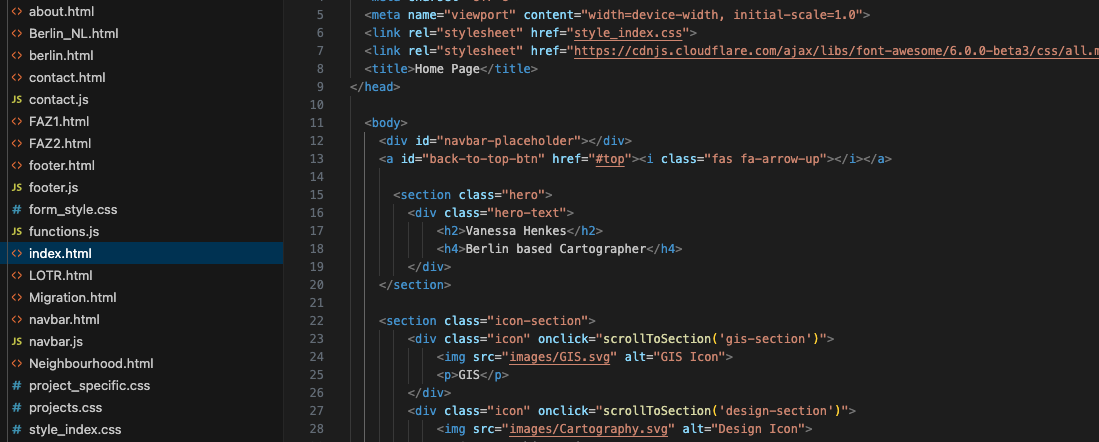 about.html
Berlin_NL.html
berlin.html
contact.html
JS contact.js
FAZ1.html
FAZ2.html
footer.html
JS footer.js
# form_style.css
JS functions.js
index.html
LOTR.html
Migration.html
navbar.html
JS navbar.js
Neighbourhood.html
# project_specific.css
# projects.css
# style_index.css
5 <meta name="viewport" content="width=device-width, initial-scale=1.0">
6 <link rel="stylesheet" href="style_index.css">
7 <link rel="stylesheet" href="https://cdnjs.cloudflare.com/ajax/libs/font-awesome/6.0.0-beta3/css/all.m
8 <title>Home Page</title>
9 </head>
10
11 <body>
12 <div id="navbar-placeholder"></div>
13 <a id="back-to-top-btn" href="#top"><i class="fas fa-arrow-up"></i></a>
14
15 <section class="hero">
16 <div class="hero-text">
17 <h2>Vanessa Henkes</h2>
18 <h4>Berlin based Cartographer</h4>
19 </div>
20 </section>
21
22 <section class="icon-section">
23 <div class="icon" onclick="scrollToSection('gis-section')">
24 <img src="images/GIS.svg" alt="GIS Icon">
25 <p>GIS</p>
26 </div>
27 <div class="icon" onclick="scrollToSection('design-section')">
28 <img src="images/Cartography.svg" alt="Design Icon">